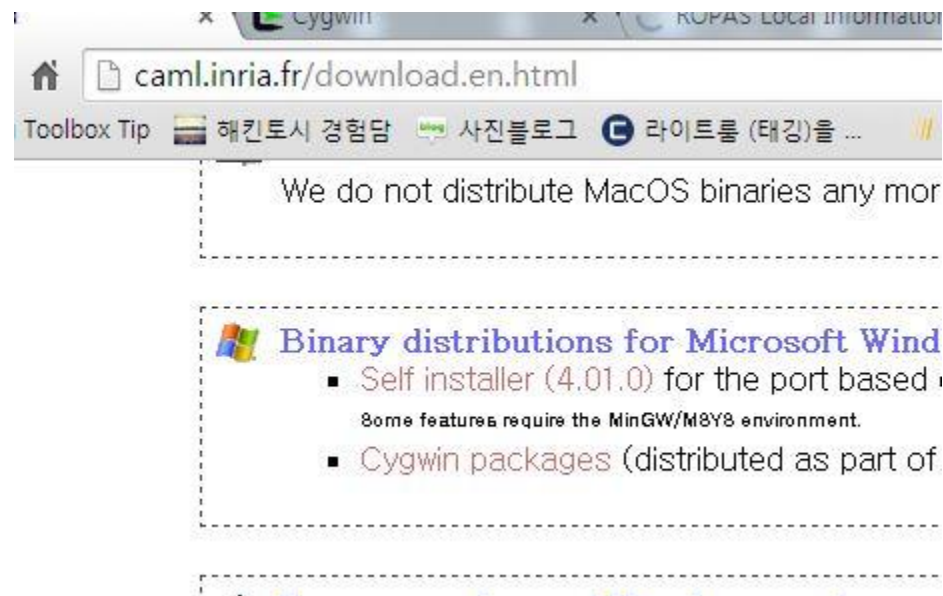 Cygwin ROPAS Local Information
caml.inria.fr/download.en.html
Toolbox Tip 해킨토시 경험담 사진블로그 라이트룸 (태깅)을 ...
We do not distribute MacOS binaries any mor
Binary distributions for Microsoft Wind
Self installer (4.01.0) for the port based
Some features require the MinGW/MSYS environment.
Cygwin packages (distributed as part of